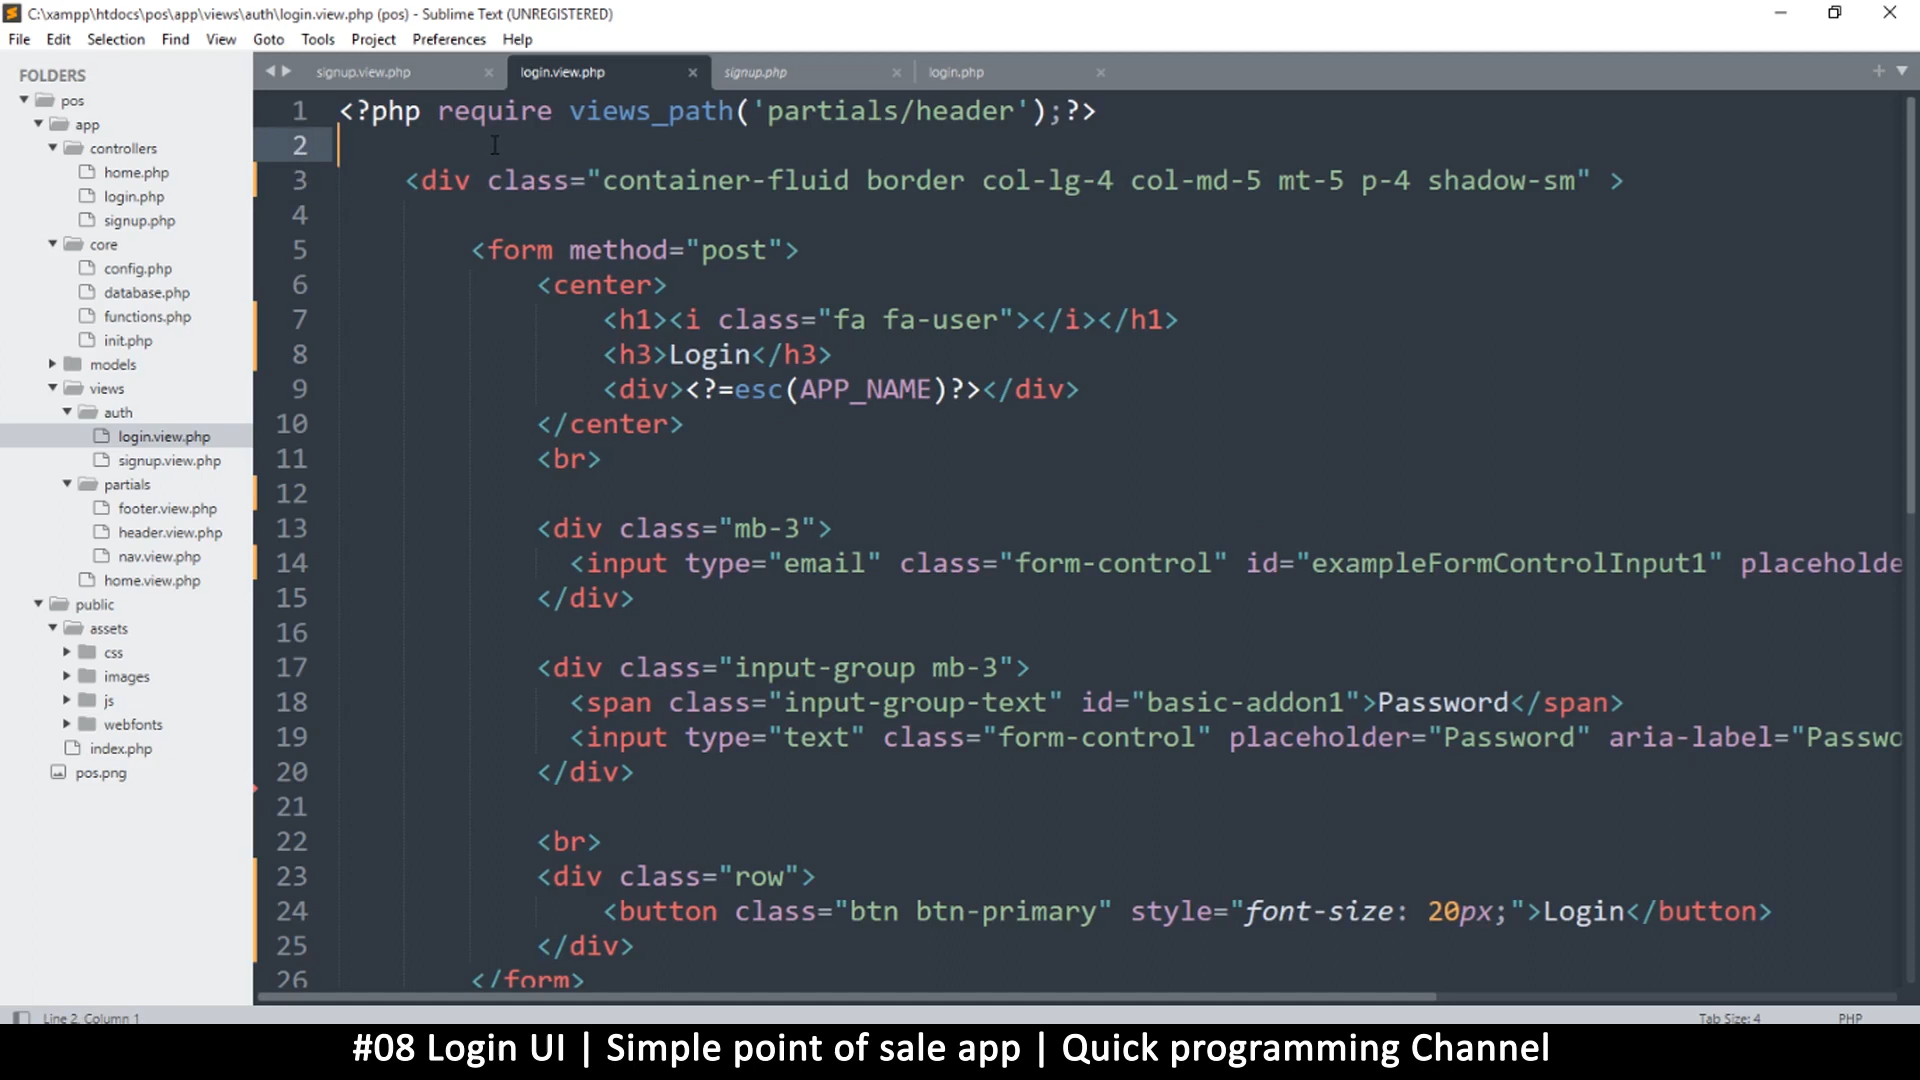 C:\xampp\htdocs\pos\app\views\auth\login.view.php (pos) - Sublime Text (UNREGISTERED)
File Edit Selection Find View Goto Tools Project Preferences Help
FOLDERS
pos
app
controllers
home.php
login.php
signup.php
core
config.php
database.php
functions.php
init.php
models
views
auth
login.view.php
signup.view.php
partials
footer.view.php
header.view.php
nav.view.php
home.view.php
public
assets
css
images
js
webfonts
index.php
pos.png
signup.view.php login.view.php signup.php login.php
1 <?php require views_path('partials/header');?>
2
3 <div class="container-fluid border col-lg-4 col-md-5 mt-5 p-4 shadow-sm" >
4
5 <form method="post">
6 <center>
7 <h1><i class="fa fa-user"></i></h1>
8 <h3>Login</h3>
9 <div><?=esc(APP_NAME)?></div>
10 </center>
11 <br>
12
13 <div class="mb-3">
14 <input type="email" class="form-control" id="exampleFormControlInput1" placeholde
15 </div>
16
17 <div class="input-group mb-3">
18 <span class="input-group-text" id="basic-addon1">Password</span>
19 <input type="text" class="form-control" placeholder="Password" aria-label="Passwo
20 </div>
21
22 <br>
23 <div class="row">
24 <button class="btn btn-primary" style="font-size: 20px;">Login</button>
25 </div>
26 </form>
Line 2, Column 1 Tab Size: 4 PHP
#08 Login UI | Simple point of sale app | Quick programming Channel